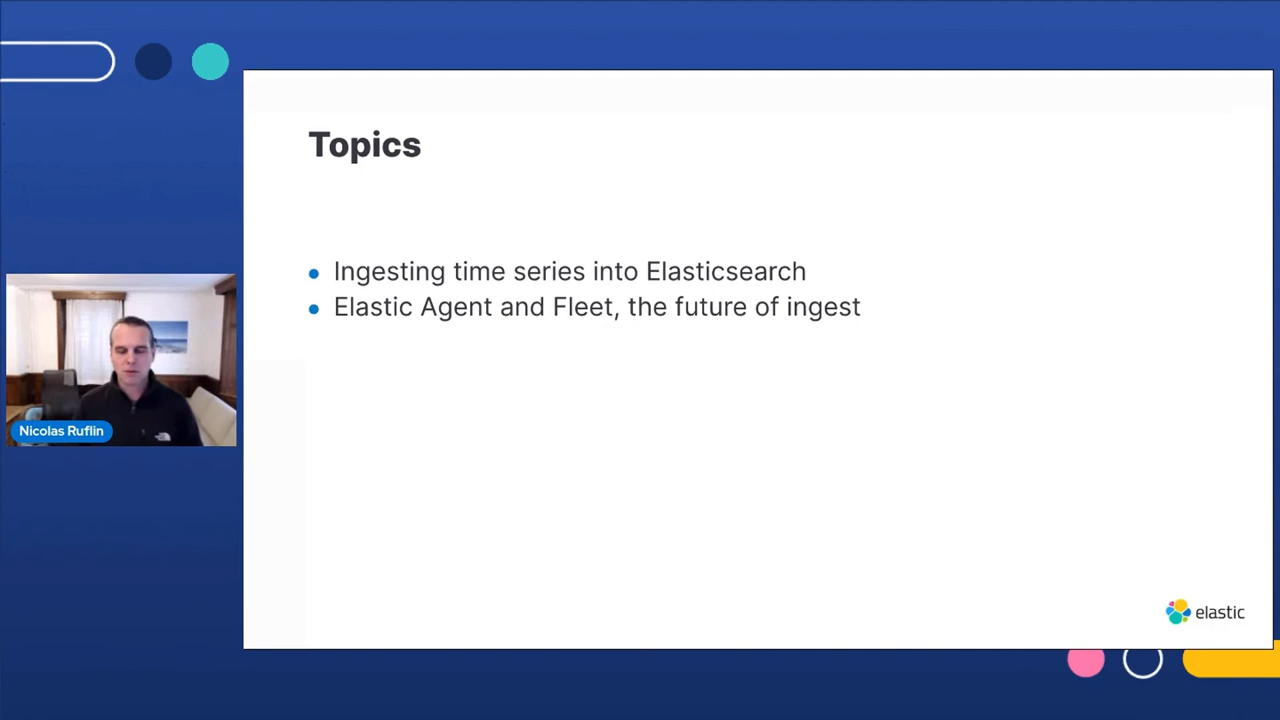 Topics
Ingesting time series into Elasticsearch
Elastic Agent and Fleet, the future of ingest
Nicolas Ruflin
elastic